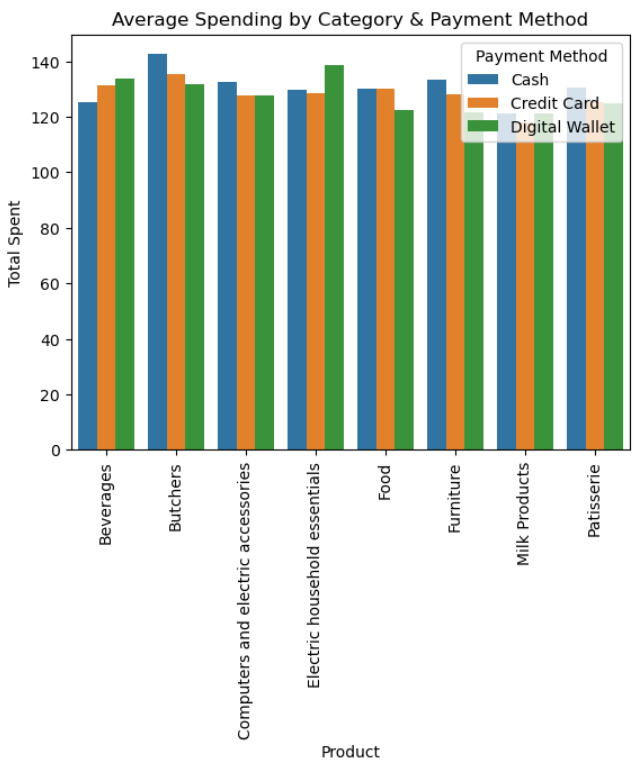 Average Spending by Category & Payment Method
Payment Method
Cash
Credit Card
Digital Wallet
Total Spent
140
120
100
80
60
40
20
0
Beverages
Butchers
Computers and electric accessories
Electric household essentials
Food
Furniture
Milk Products
Patisserie
Product